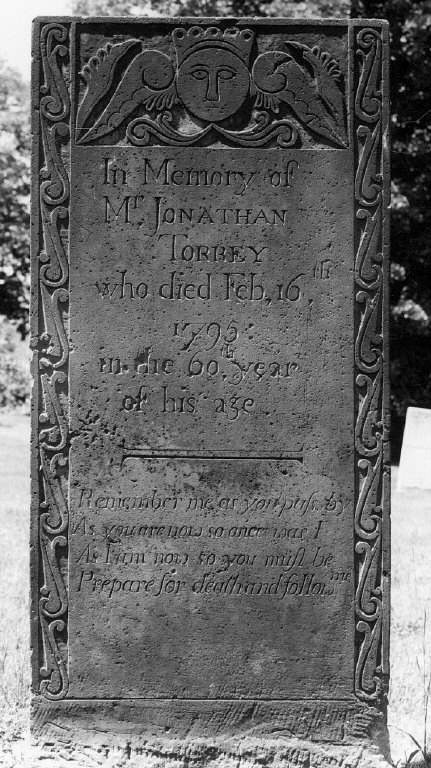 In Memory of
Mr. JONATHAN
TORREY
who died Feb, 16th
1795.
in the 60th year
of his age
Remember me as you paſs by
As you are now so once was I
As I am now so you muſt be
Prepare for death and follow me